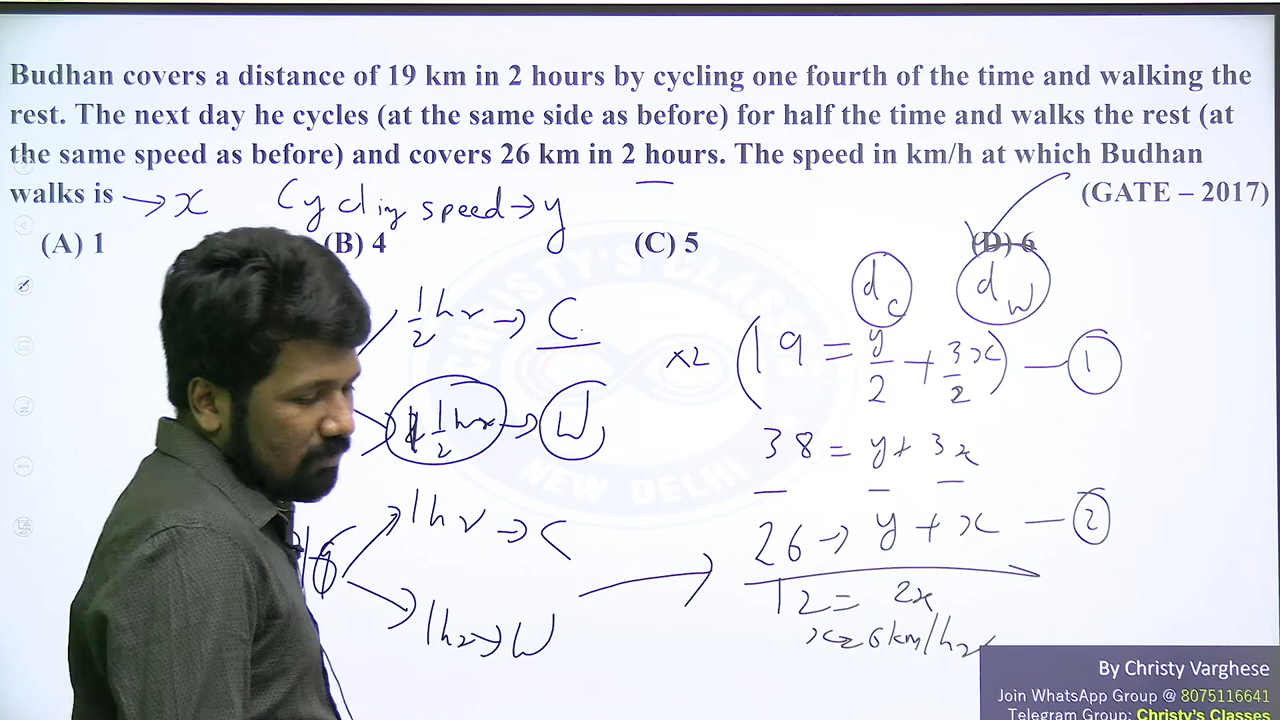 Budhan covers a distance of 19 km in 2 hours by cycling one fourth of the time and walking the
rest. The next day he cycles (at the same side as before) for half the time and walks the rest (at
the same speed as before) and covers 26 km in 2 hours. The speed in km/h at which Budhan
walks is → x Cycling speed → y (GATE – 2017)
(A) 1 (B) 4 (C) 5 (D) 6
d_c d_w
1/2 hr → C
×2 (19 = y/2 + 3x/2) — ①
1 1/2 hr → W
38 = y + 3x
1 hr → C
26 → y + x — ②
12 = 2x
1 hr → W
x = 6 km/hr
CHRISTY'S CLASSES
NEW DELHI
By Christy Varghese
Join WhatsApp Group @ 8075116641
Telegram Group: Christy's Classes